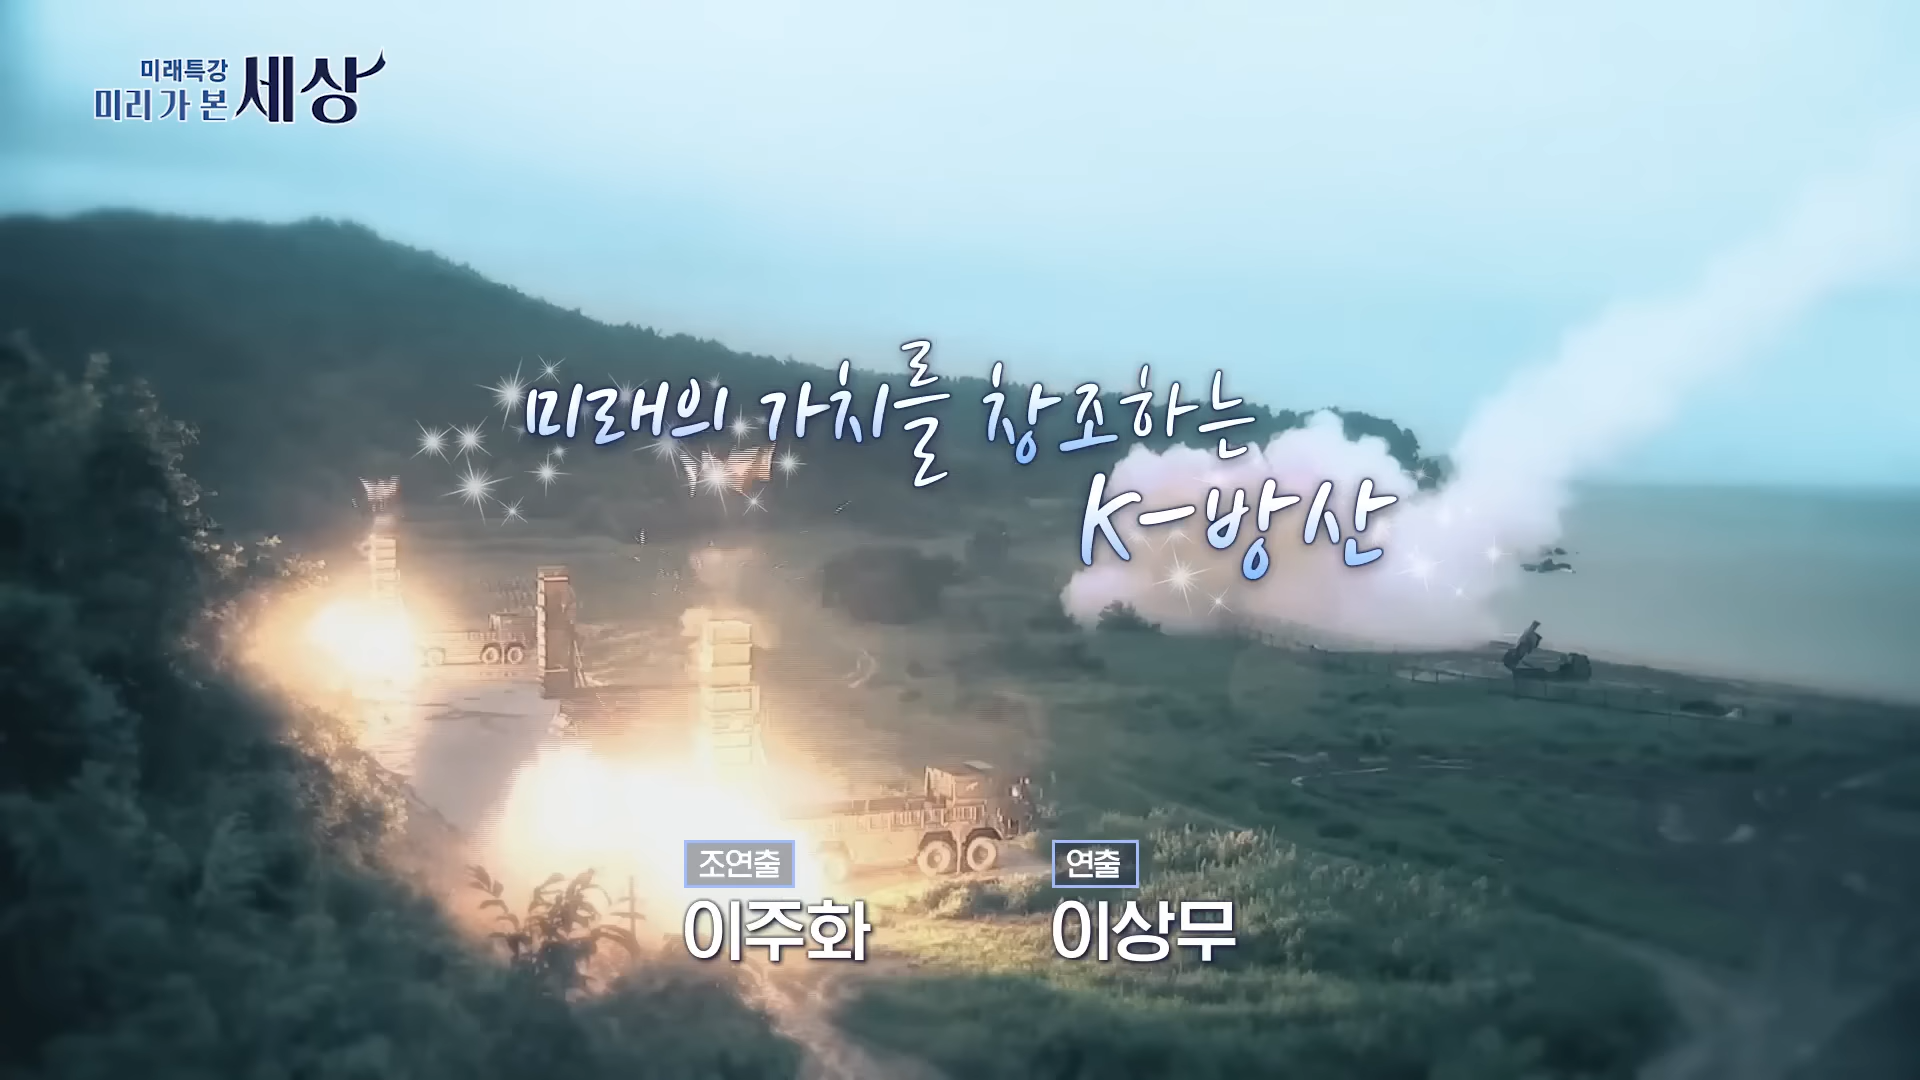 미래특강
미리 가 본 세상
미래의 가치를 창조하는
K-방산
조연출
이주화
연출
이상무